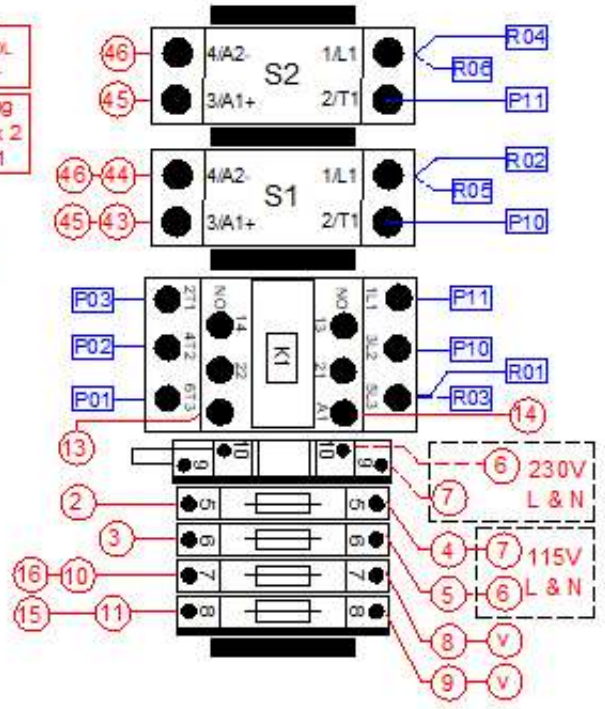 R04
46 4/A2- 1/L1
S2
R06
45 3/A1+ 2/T1 P11
g
x 2
1
R02
46 44 4/A2- 1/L1
S1
R05
45 43 3/A1+ 2/T1 P10
P03 2T1 NO 14 13 NO 1L1 P11
P02 4T2 22 K1 21 3L2 P10
R01
P01 6T3 A1 5L3 R03
13 14
9 10 10 9 6 230V
7 L & N
2 5 5 4 7 115V
3 6 6 5 6 L & N
16 10 7 7 8 V
15 11 8 8 9 V